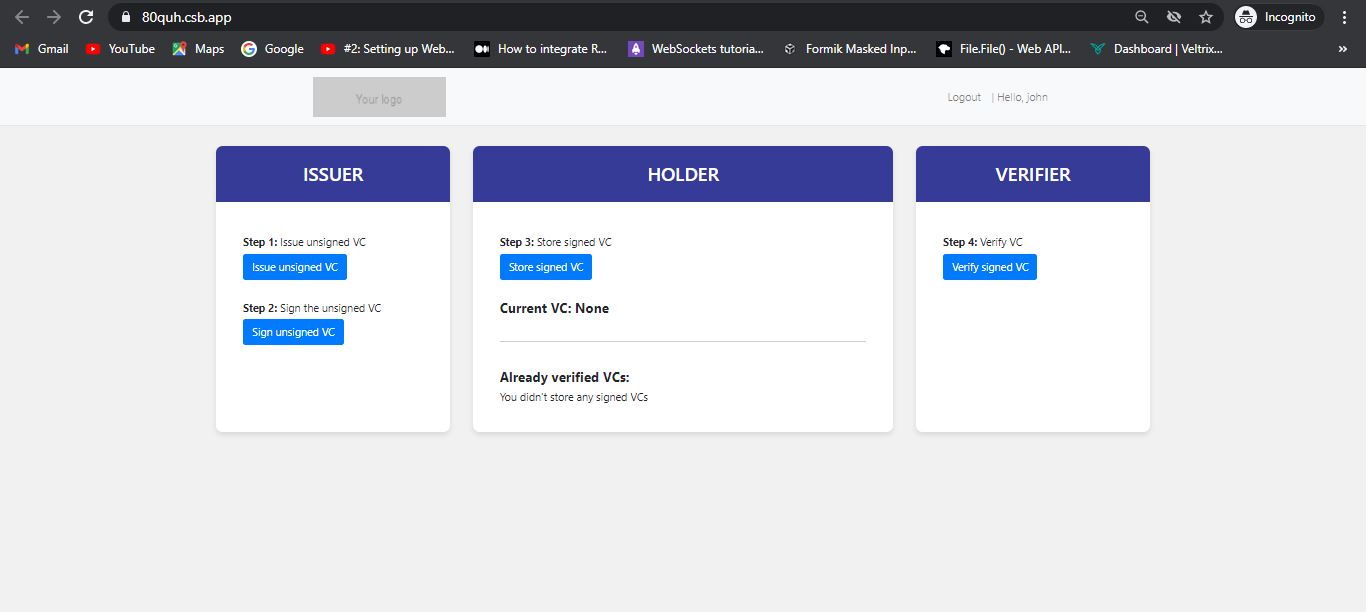 80quh.csb.app
Incognito
Gmail
YouTube
Maps
Google
#2: Setting up Web...
How to integrate R...
WebSockets tutoria...
Formik Masked Inp...
File.File() - Web API...
Dashboard | Veltrix...
»
Your logo
Logout | Hello, john
ISSUER
Step 1: Issue unsigned VC
Issue unsigned VC
Step 2: Sign the unsigned VC
Sign unsigned VC
HOLDER
Step 3: Store signed VC
Store signed VC
Current VC: None
Already verified VCs:
You didn't store any signed VCs
VERIFIER
Step 4: Verify VC
Verify signed VC